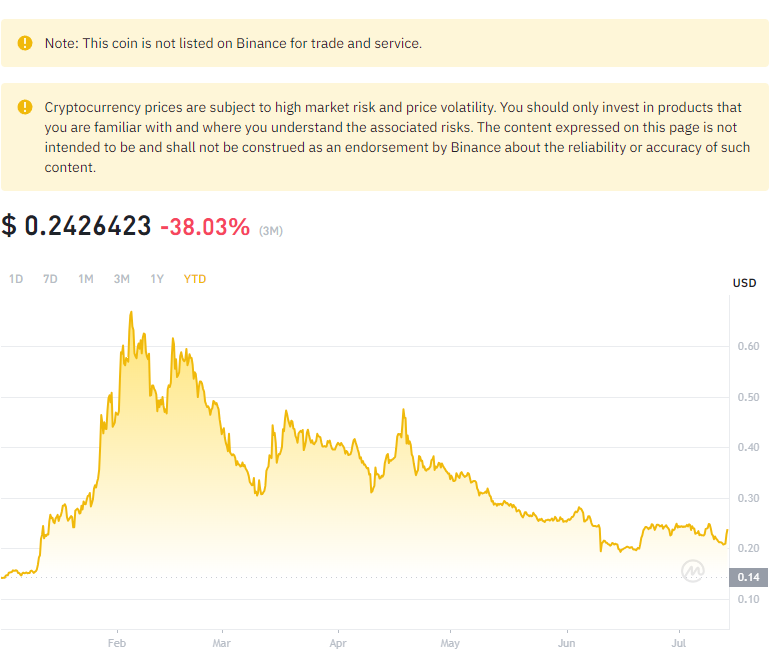 Note: This coin is not listed on Binance for trade and service.
Cryptocurrency prices are subject to high market risk and price volatility. You should only invest in products that
you are familiar with and where you understand the associated risks. The content expressed on this page is not
intended to be and shall not be construed as an endorsement by Binance about the reliability or accuracy of such
content.
$ 0.2426423 -38.03% (3M)
1D 7D 1M 3M 1Y YTD
USD
0.60
0.50
0.40
0.30
0.20
0.14
0.10
Feb Mar Apr May Jun Jul